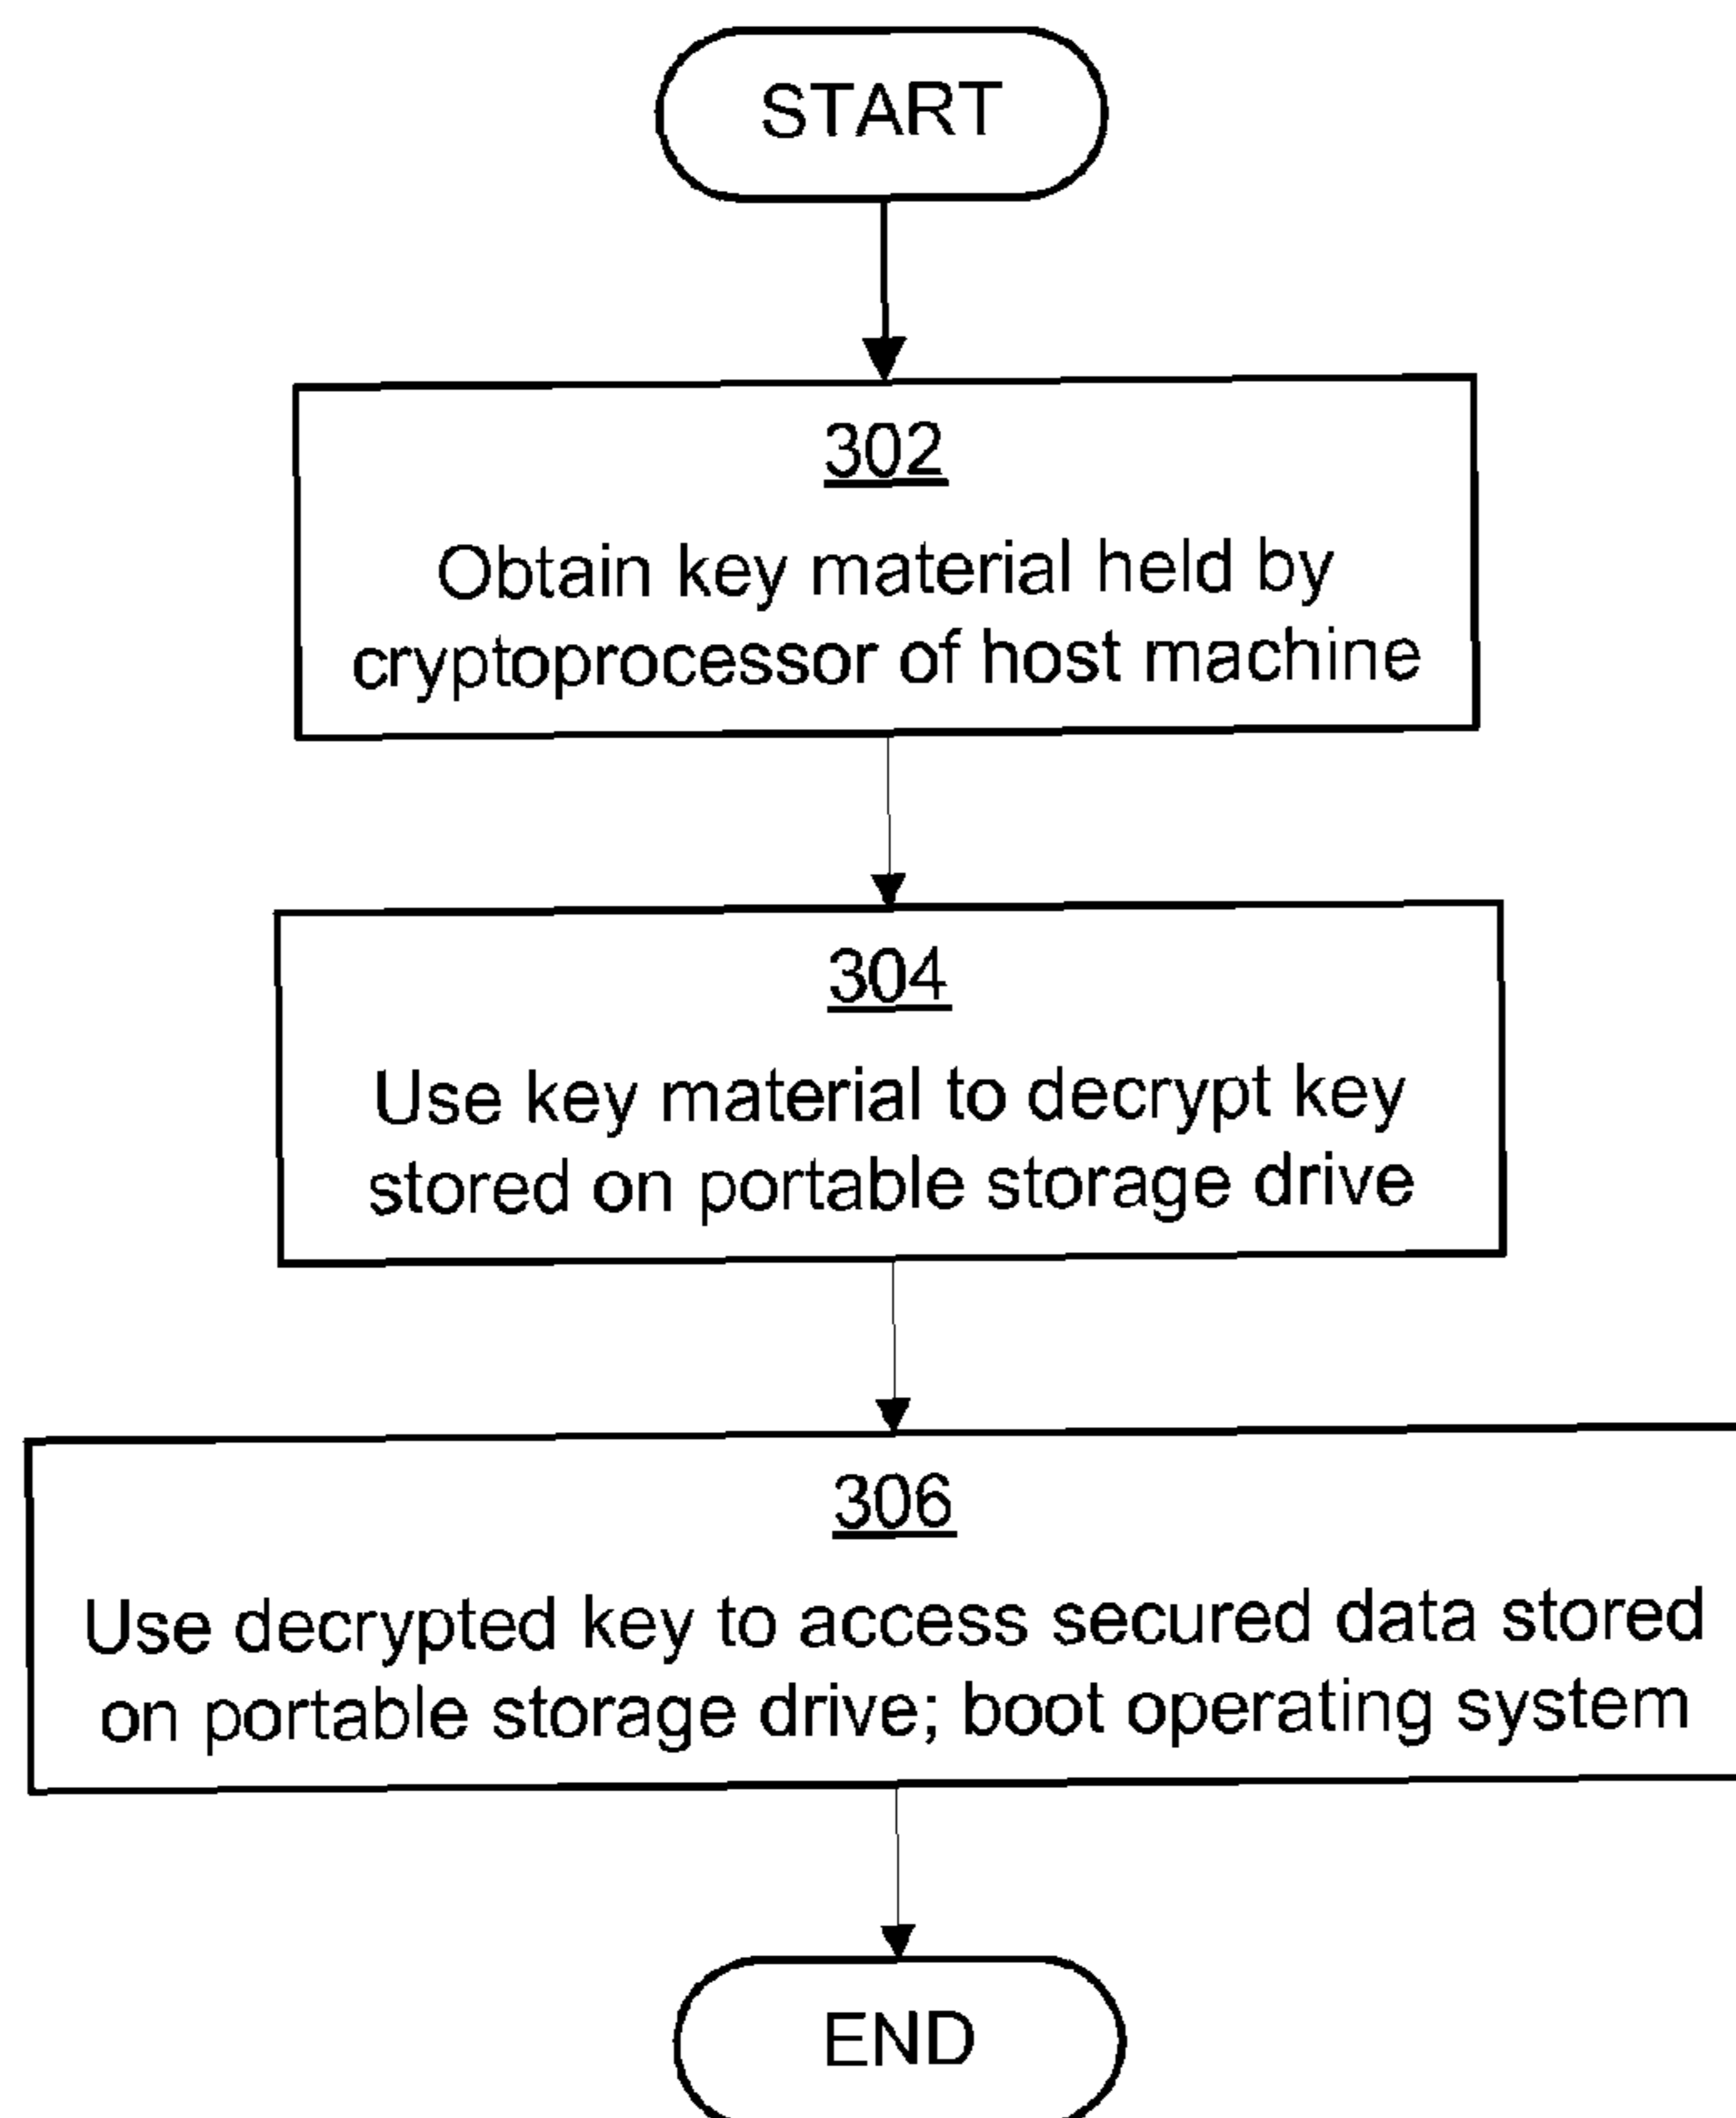 START
302
Obtain key material held by
cryptoprocessor of host machine
304
Use key material to decrypt key
stored on portable storage drive
306
Use decrypted key to access secured data stored
on portable storage drive; boot operating system
END